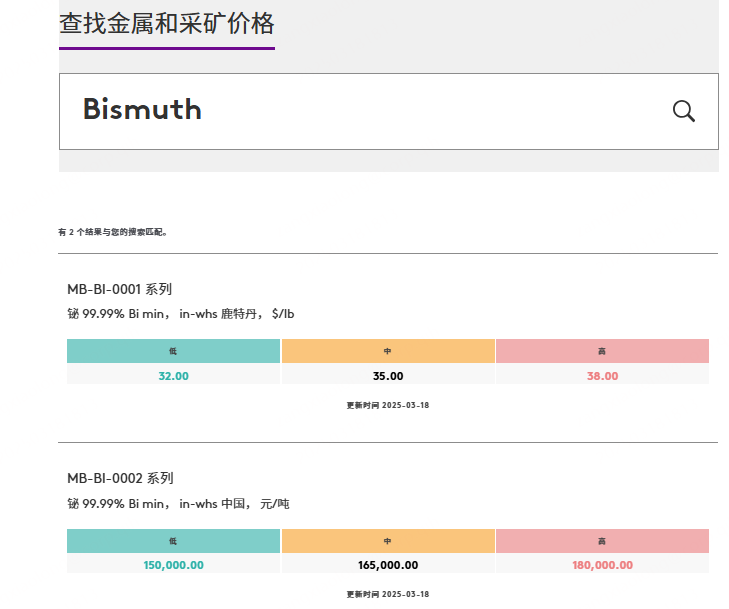 查找金属和采矿价格
Bismuth
有 2 个结果与您的搜索匹配。
MB-BI-0001 系列
铋 99.99% Bi min， in-whs 鹿特丹， $/lb
低 中 高
32.00 35.00 38.00
更新时间 2025-03-18
MB-BI-0002 系列
铋 99.99% Bi min， in-whs 中国， 元/吨
低 中 高
150,000.00 165,000.00 180,000.00
更新时间 2025-03-18